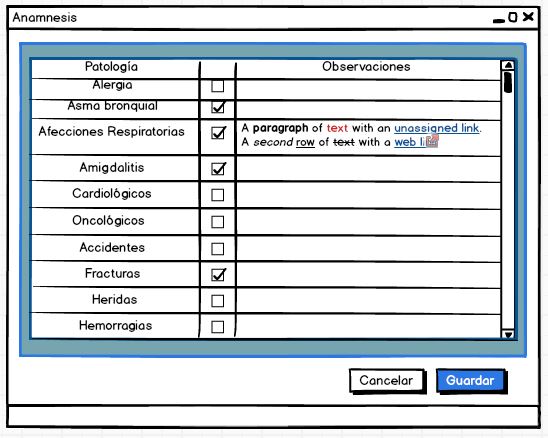 Anamnesis
Patología Observaciones
Alergia
Asma bronquial
Afecciones Respiratorias
A paragraph of text with an unassigned link.
A second row of text with a web
Amigdalitis
Cardiológicos
Oncológicos
Accidentes
Fracturas
Heridas
Hemorragias
Cancelar Guardar